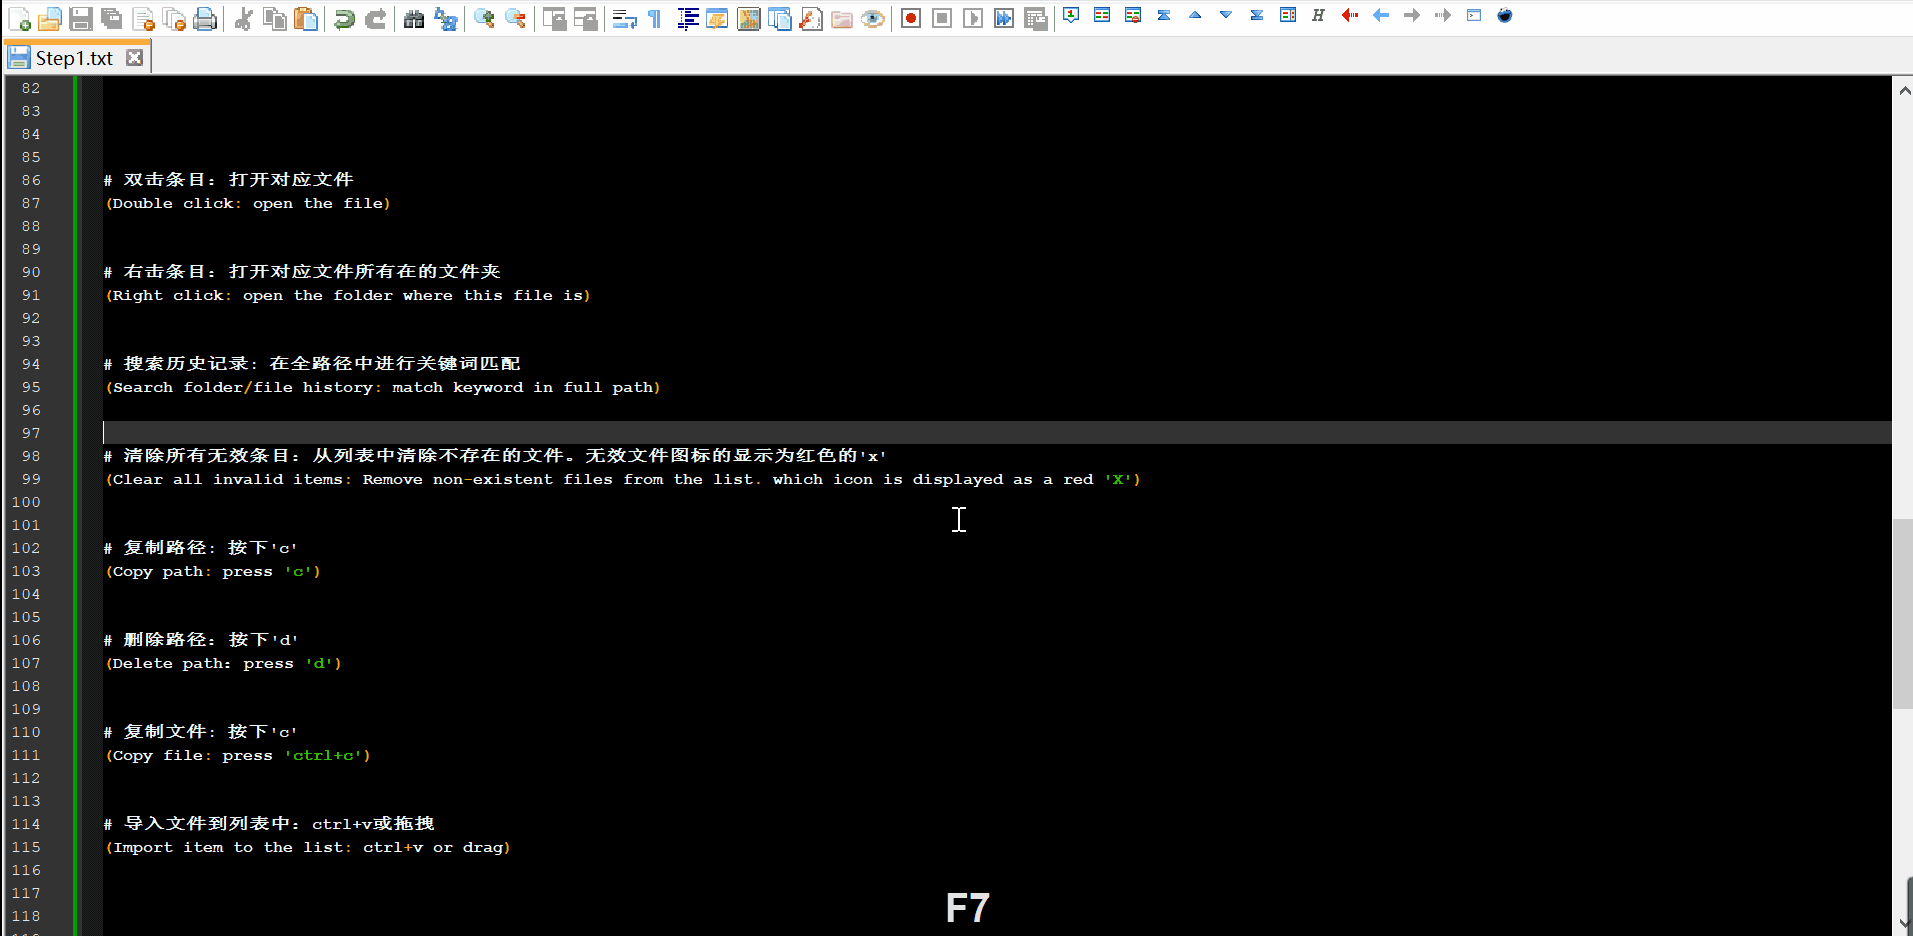 Step1.txt
82
83
84
85
86 # 双击条目：打开对应文件
87 (Double click: open the file)
88
89
90 # 右击条目：打开对应文件所有在的文件夹
91 (Right click: open the folder where this file is)
92
93
94 # 搜索历史记录：在全路径中进行关键词匹配
95 (Search folder/file history: match keyword in full path)
96
97
98 # 清除所有无效条目：从列表中清除不存在的文件。无效文件图标的显示为红色的'x'
99 (Clear all invalid items: Remove non-existent files from the list. which icon is displayed as a red 'X')
100
101
102 # 复制路径：按下'c'
103 (Copy path: press 'c')
104
105
106 # 删除路径：按下'd'
107 (Delete path: press 'd')
108
109
110 # 复制文件：按下'c'
111 (Copy file: press 'ctrl+c')
112
113
114 # 导入文件到列表中：ctrl+v或拖拽
115 (Import item to the list: ctrl+v or drag)
116
117
118
F7